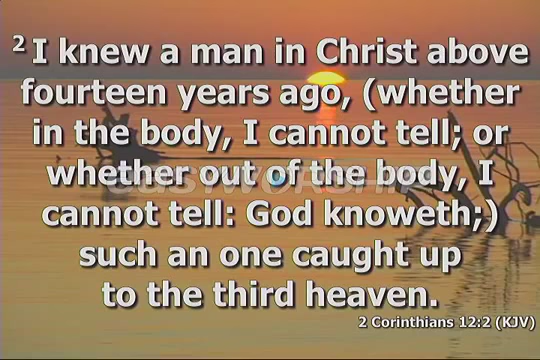 2 I knew a man in Christ above
fourteen years ago, (whether
in the body, I cannot tell; or
whether out of the body, I
cannot tell: God knoweth;)
such an one caught up
to the third heaven.
2 Corinthians 12:2 (KJV)